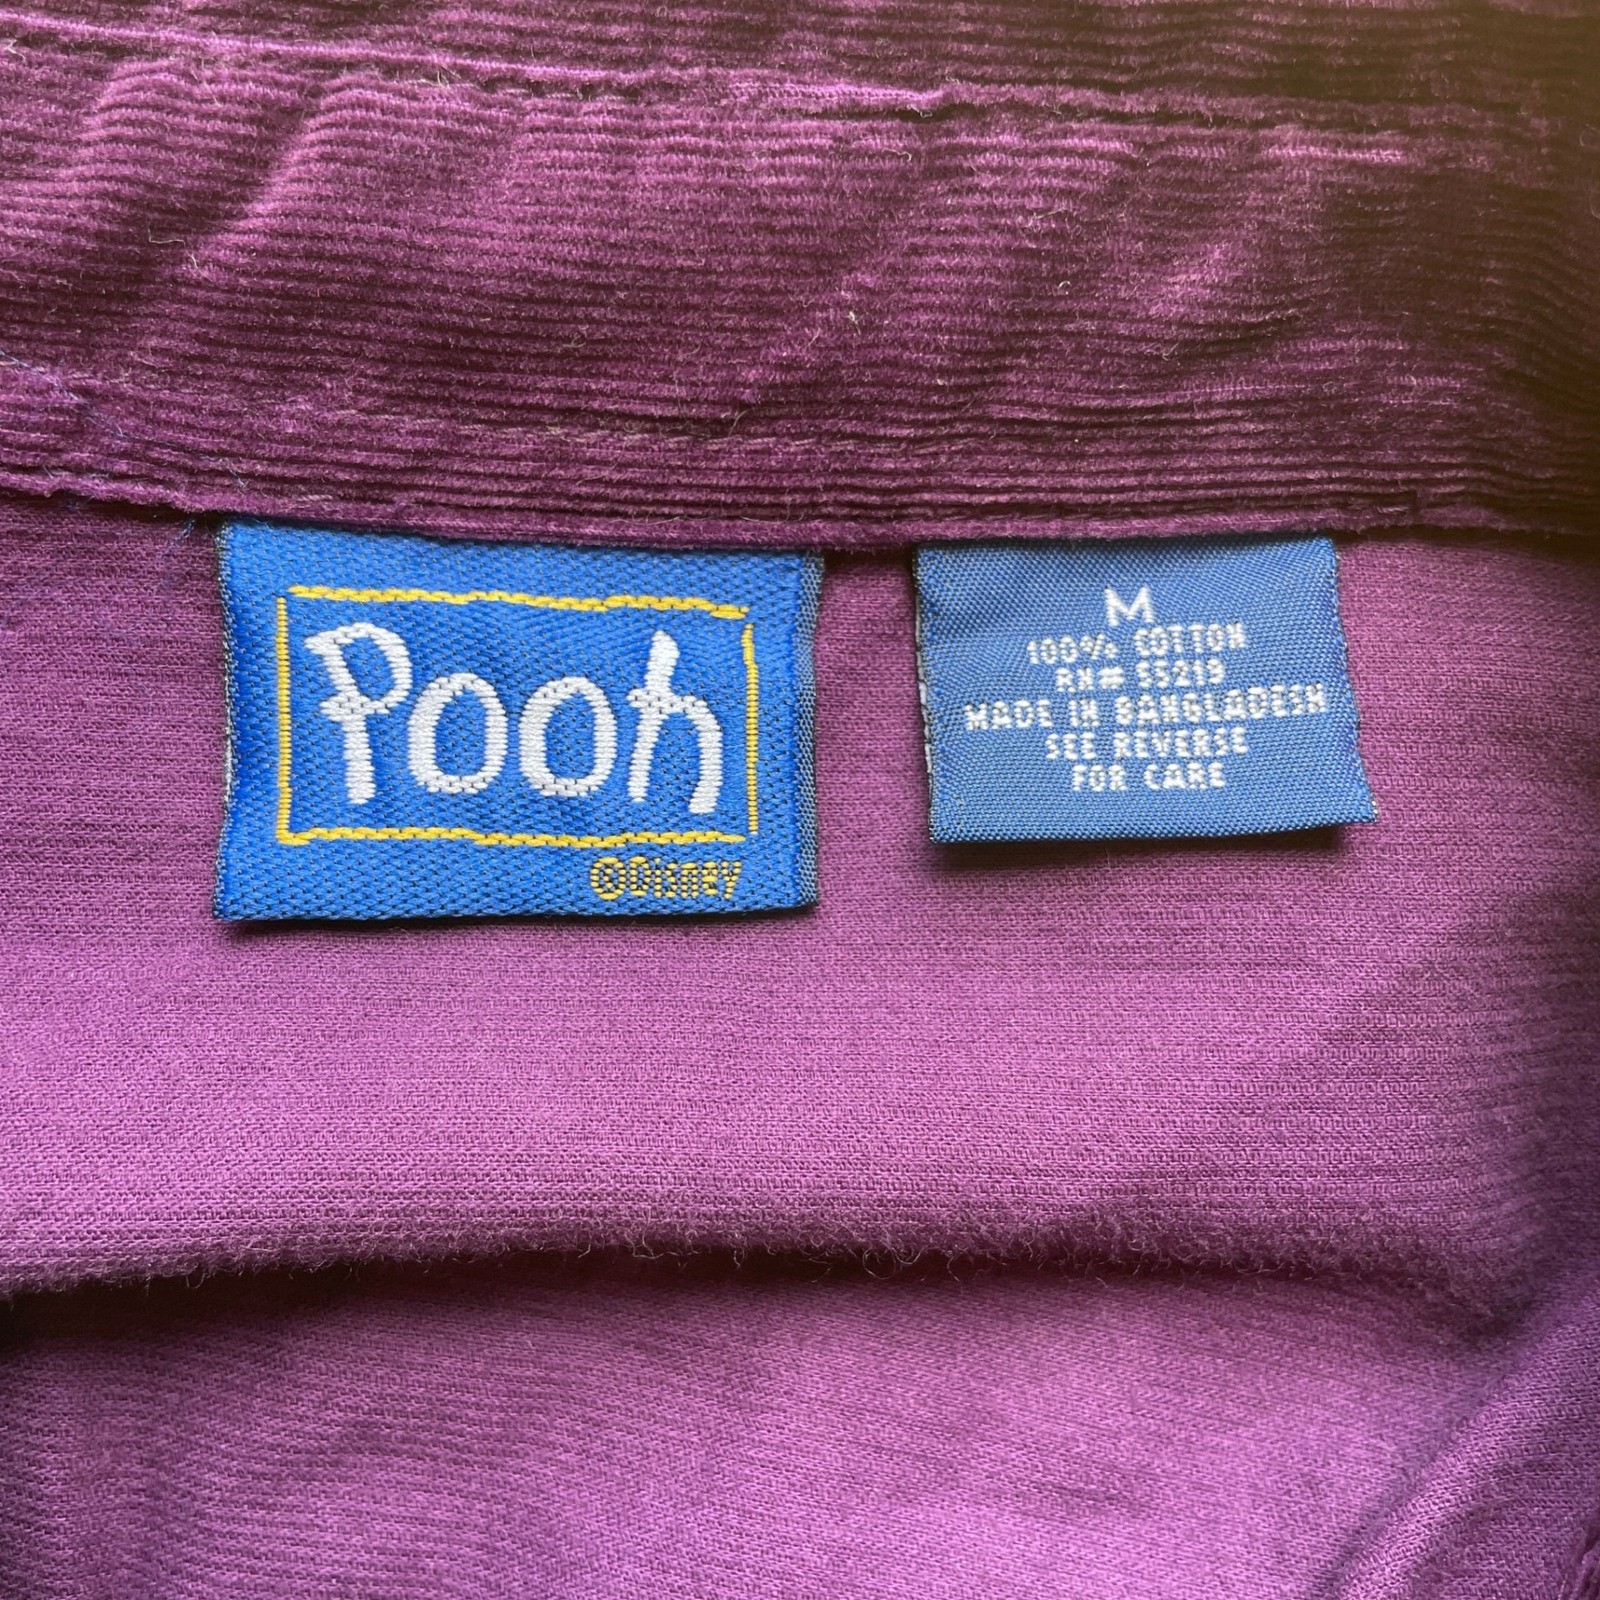 Pooh
©Disney
M
100% COTTON
RN# 55219
MADE IN BANGLADESH
SEE REVERSE
FOR CARE